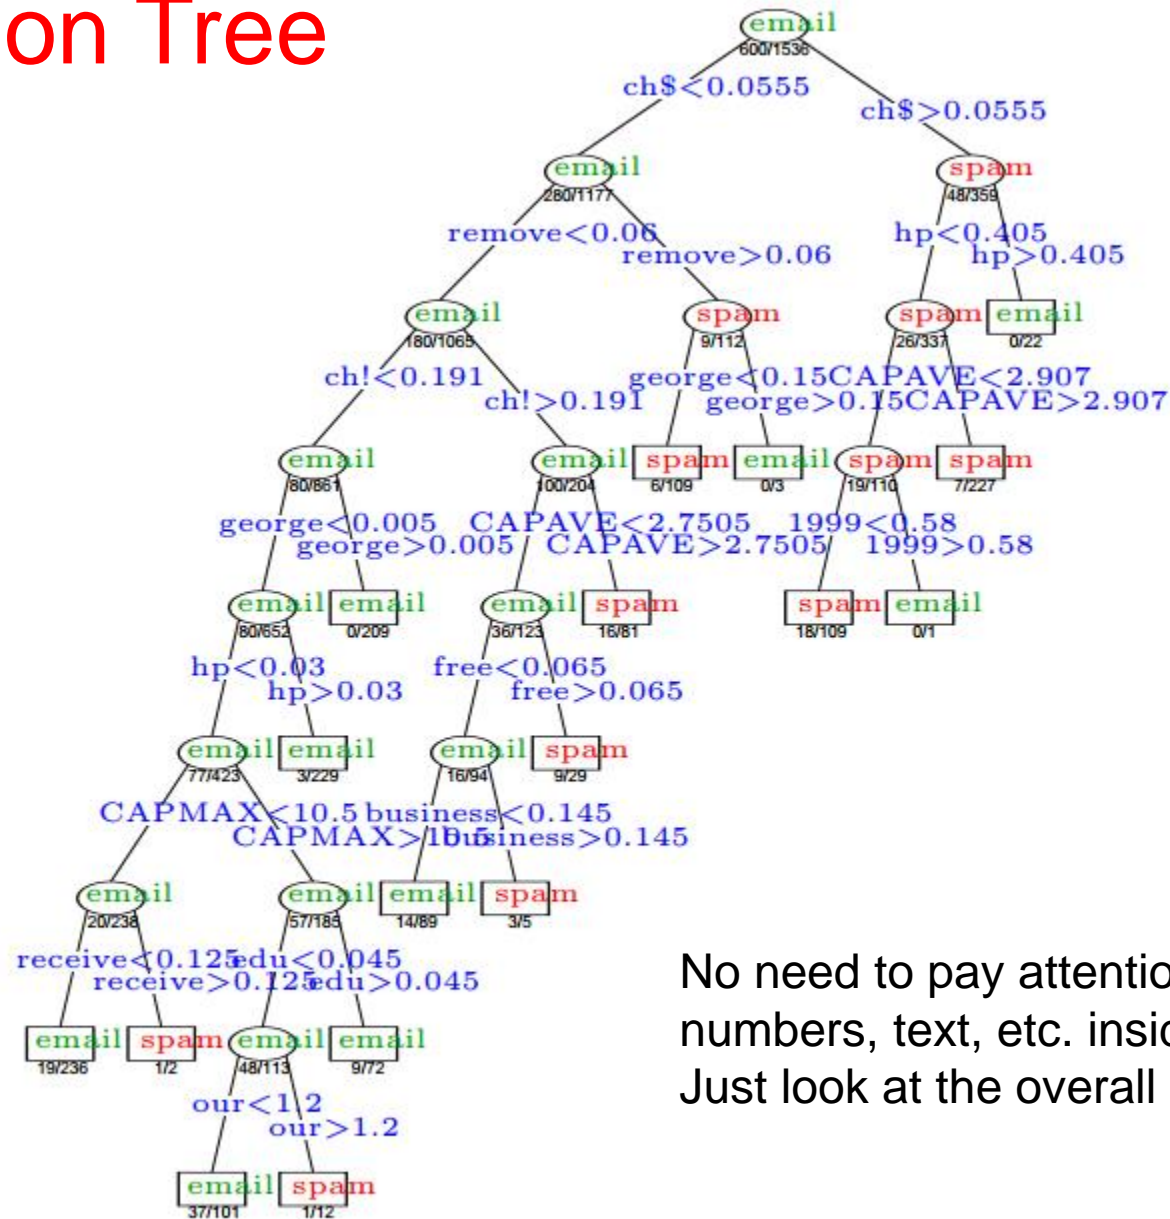 on Tree
email
600/1536
ch$<0.0555
ch$>0.0555
email
280/1177
spam
48/359
remove<0.06
remove>0.06
hp<0.405
hp>0.405
email
180/1065
spam
9/112
spam
26/337
email
0/22
ch!<0.191
ch!>0.191
george<0.15
george>0.15
CAPAVE<2.907
CAPAVE>2.907
email
80/861
email
100/204
spam
6/109
email
0/3
spam
19/110
spam
7/227
george<0.005
george>0.005
CAPAVE<2.7505
CAPAVE>2.7505
1999<0.58
1999>0.58
email
80/652
email
0/209
email
36/123
spam
16/81
spam
18/109
email
0/1
hp<0.03
hp>0.03
free<0.065
free>0.065
email
77/423
email
3/229
email
16/94
spam
9/29
CAPMAX<10.5
CAPMAX>10.5
business<0.145
business>0.145
email
20/238
email
57/185
email
14/89
spam
3/5
receive<0.125
receive>0.125
edu<0.045
edu>0.045
email
19/236
spam
1/2
email
48/113
email
9/72
our<1.2
our>1.2
email
37/101
spam
1/12
No need to pay attentio
numbers, text, etc. insid
Just look at the overall